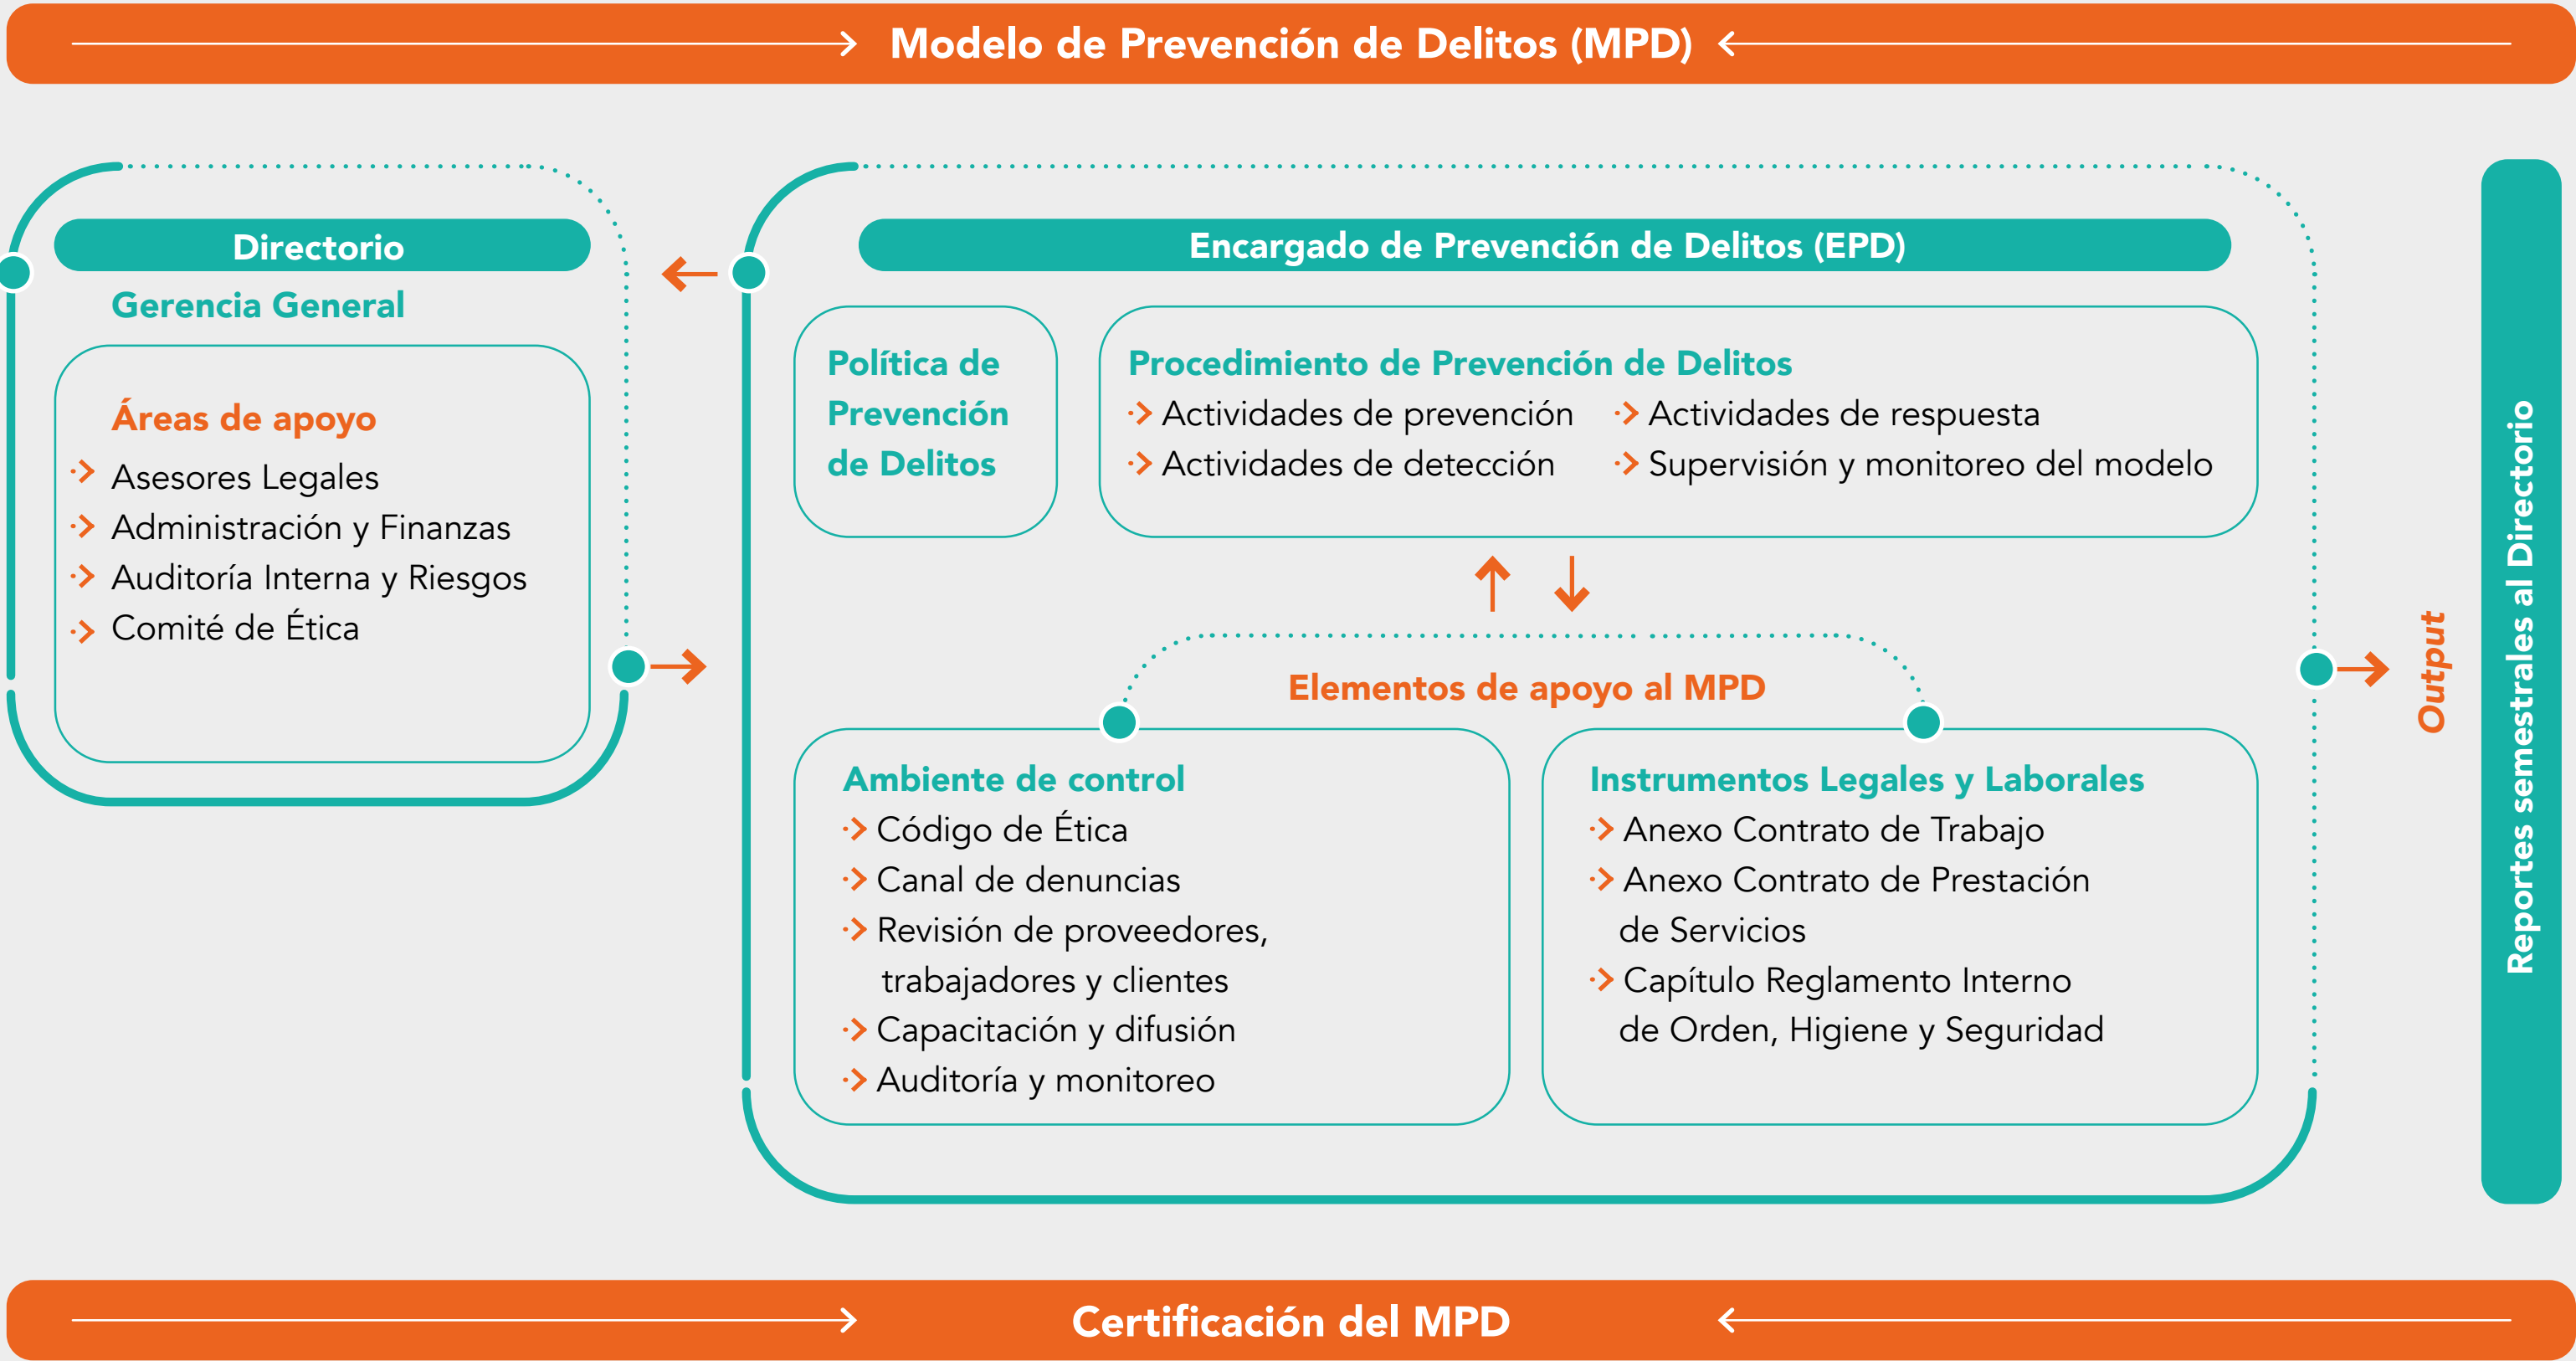 Modelo de Prevención de Delitos (MPD)
Directorio
Gerencia General
Áreas de apoyo
Asesores Legales
Administración y Finanzas
Auditoría Interna y Riesgos
Comité de Ética
Encargado de Prevención de Delitos (EPD)
Política de
Prevención
de Delitos
Procedimiento de Prevención de Delitos
Actividades de prevención
Actividades de detección
Actividades de respuesta
Supervisión y monitoreo del modelo
Elementos de apoyo al MPD
Ambiente de control
Código de Ética
Canal de denuncias
Revisión de proveedores,
trabajadores y clientes
Capacitación y difusión
Auditoría y monitoreo
Instrumentos Legales y Laborales
Anexo Contrato de Trabajo
Anexo Contrato de Prestación
de Servicios
Capítulo Reglamento Interno
de Orden, Higiene y Seguridad
Output
Reportes semestrales al Directorio
Certificación del MPD